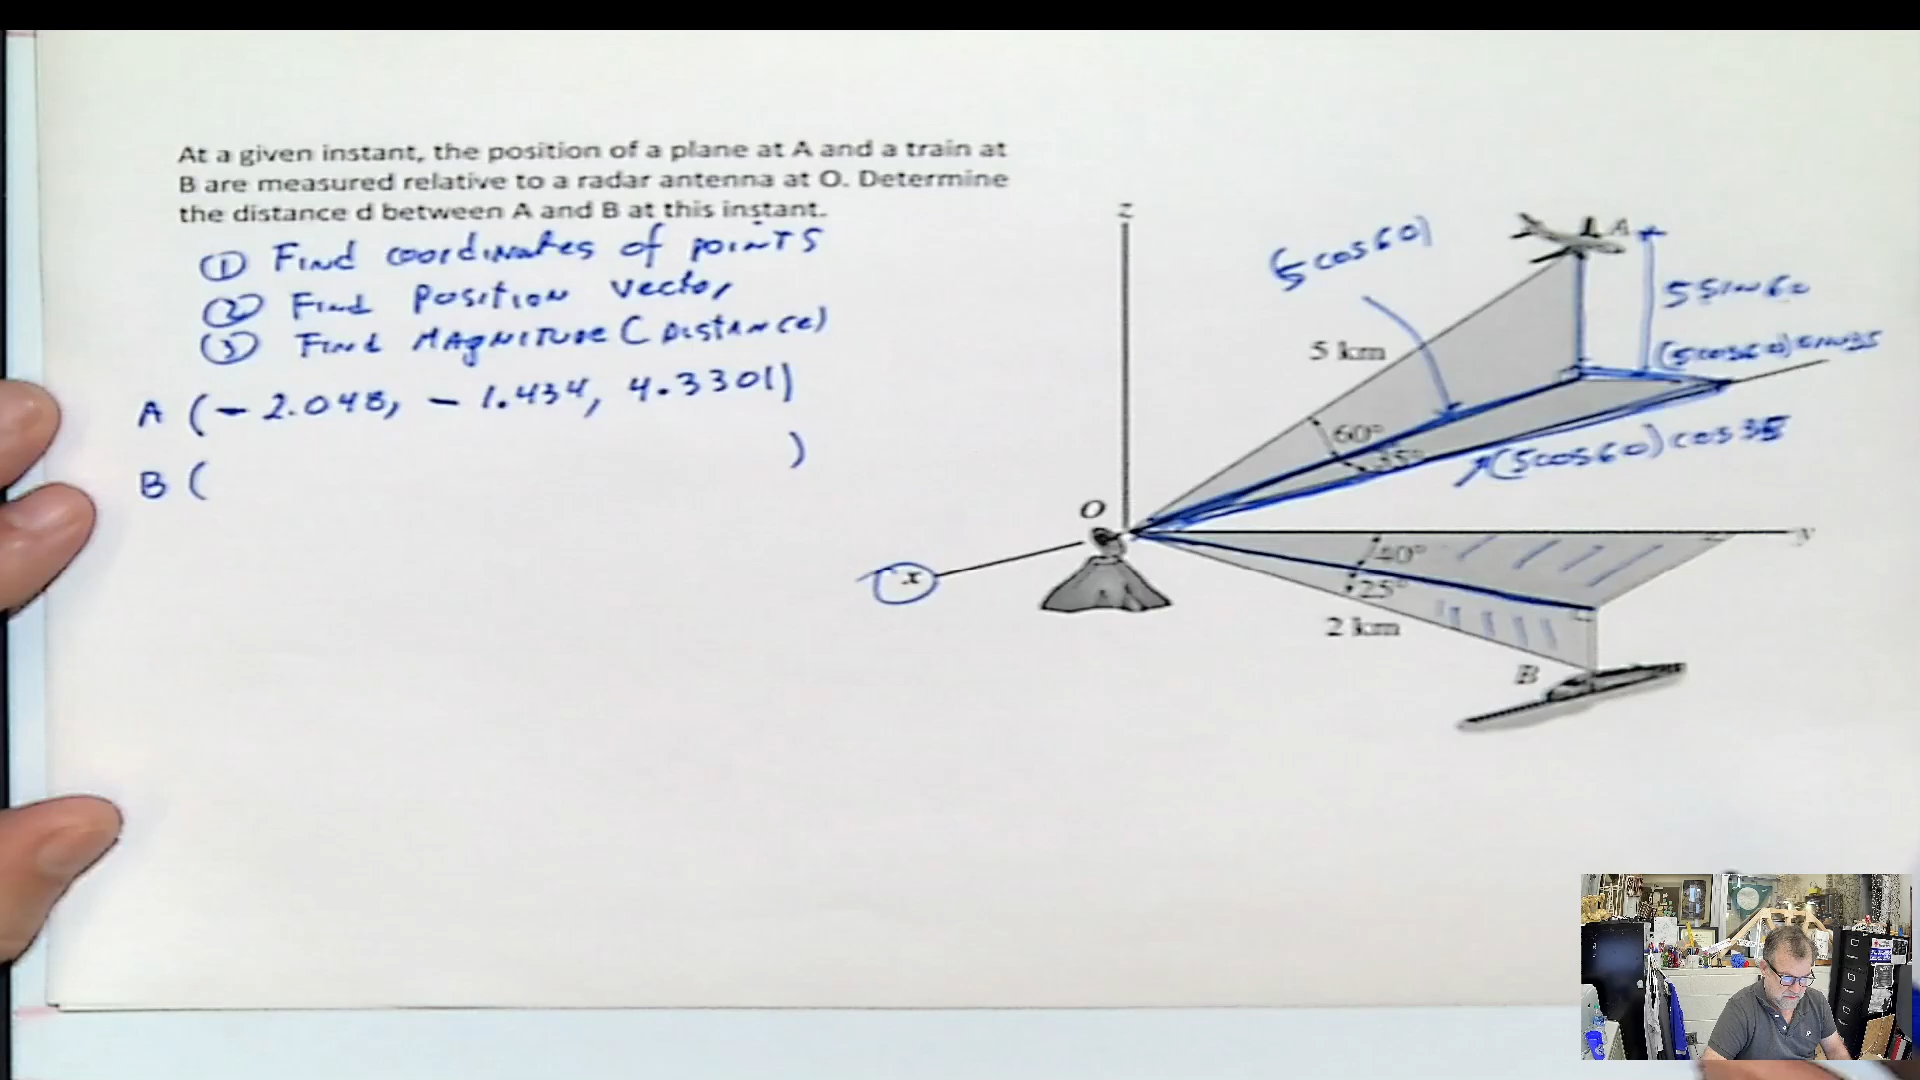 At a given instant, the position of a plane at A and a train at
B are measured relative to a radar antenna at O. Determine
the distance d between A and B at this instant.
① Find coordinates of points
② Find Position vector
③ Find Magnitude (Distance)
A (-2.048, -1.434, 4.3301)
B ( )
z
5cos60
A
5 sin60
5 km
(5cos60)sin35
60°
35°
(5cos60)cos35
O
y
x
40°
25°
2 km
B